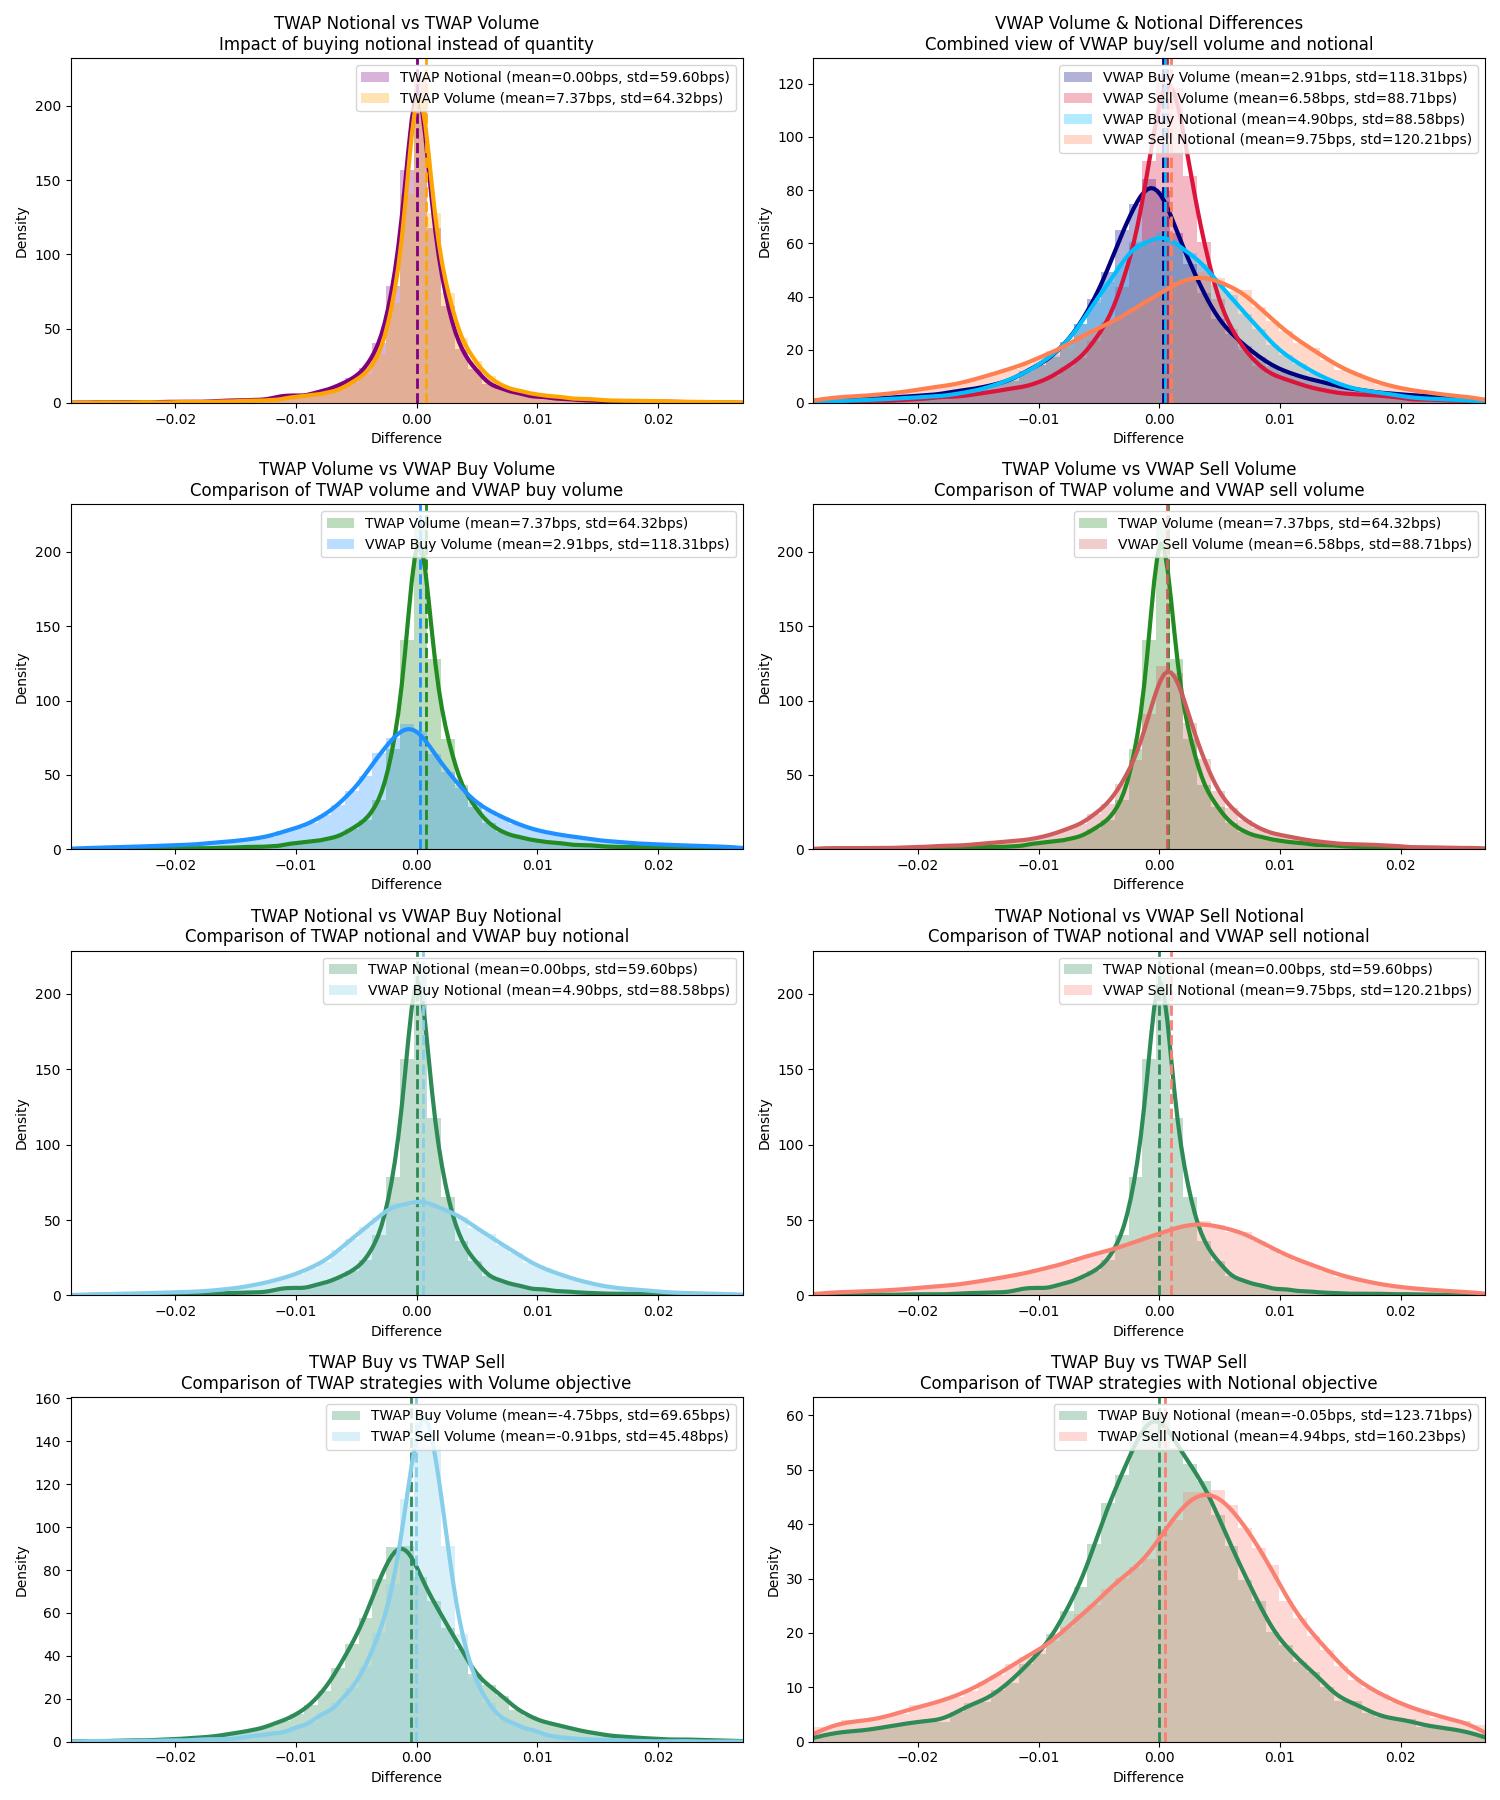 TWAP Notional vs TWAP Volume
Impact of buying notional instead of quantity
TWAP Notional (mean=0.00bps, std=59.60bps)
TWAP Volume (mean=7.37bps, std=64.32bps)
200
150
100
50
0
Density
−0.02 −0.01 0.00 0.01 0.02
Difference
VWAP Volume & Notional Differences
Combined view of VWAP buy/sell volume and notional
VWAP Buy Volume (mean=2.91bps, std=118.31bps)
VWAP Sell Volume (mean=6.58bps, std=88.71bps)
VWAP Buy Notional (mean=4.90bps, std=88.58bps)
VWAP Sell Notional (mean=9.75bps, std=120.21bps)
120
100
80
60
40
20
0
Density
−0.02 −0.01 0.00 0.01 0.02
Difference
TWAP Volume vs VWAP Buy Volume
Comparison of TWAP volume and VWAP buy volume
TWAP Volume (mean=7.37bps, std=64.32bps)
VWAP Buy Volume (mean=2.91bps, std=118.31bps)
200
150
100
50
0
Density
−0.02 −0.01 0.00 0.01 0.02
Difference
TWAP Volume vs VWAP Sell Volume
Comparison of TWAP volume and VWAP sell volume
TWAP Volume (mean=7.37bps, std=64.32bps)
VWAP Sell Volume (mean=6.58bps, std=88.71bps)
200
150
100
50
0
Density
−0.02 −0.01 0.00 0.01 0.02
Difference
TWAP Notional vs VWAP Buy Notional
Comparison of TWAP notional and VWAP buy notional
TWAP Notional (mean=0.00bps, std=59.60bps)
VWAP Buy Notional (mean=4.90bps, std=88.58bps)
200
150
100
50
0
Density
−0.02 −0.01 0.00 0.01 0.02
Difference
TWAP Notional vs VWAP Sell Notional
Comparison of TWAP notional and VWAP sell notional
TWAP Notional (mean=0.00bps, std=59.60bps)
VWAP Sell Notional (mean=9.75bps, std=120.21bps)
200
150
100
50
0
Density
−0.02 −0.01 0.00 0.01 0.02
Difference
TWAP Buy vs TWAP Sell
Comparison of TWAP strategies with Volume objective
TWAP Buy Volume (mean=-4.75bps, std=69.65bps)
TWAP Sell Volume (mean=-0.91bps, std=45.48bps)
160
140
120
100
80
60
40
20
0
Density
−0.02 −0.01 0.00 0.01 0.02
Difference
TWAP Buy vs TWAP Sell
Comparison of TWAP strategies with Notional objective
TWAP Buy Notional (mean=-0.05bps, std=123.71bps)
TWAP Sell Notional (mean=4.94bps, std=160.23bps)
60
50
40
30
20
10
0
Density
−0.02 −0.01 0.00 0.01 0.02
Difference